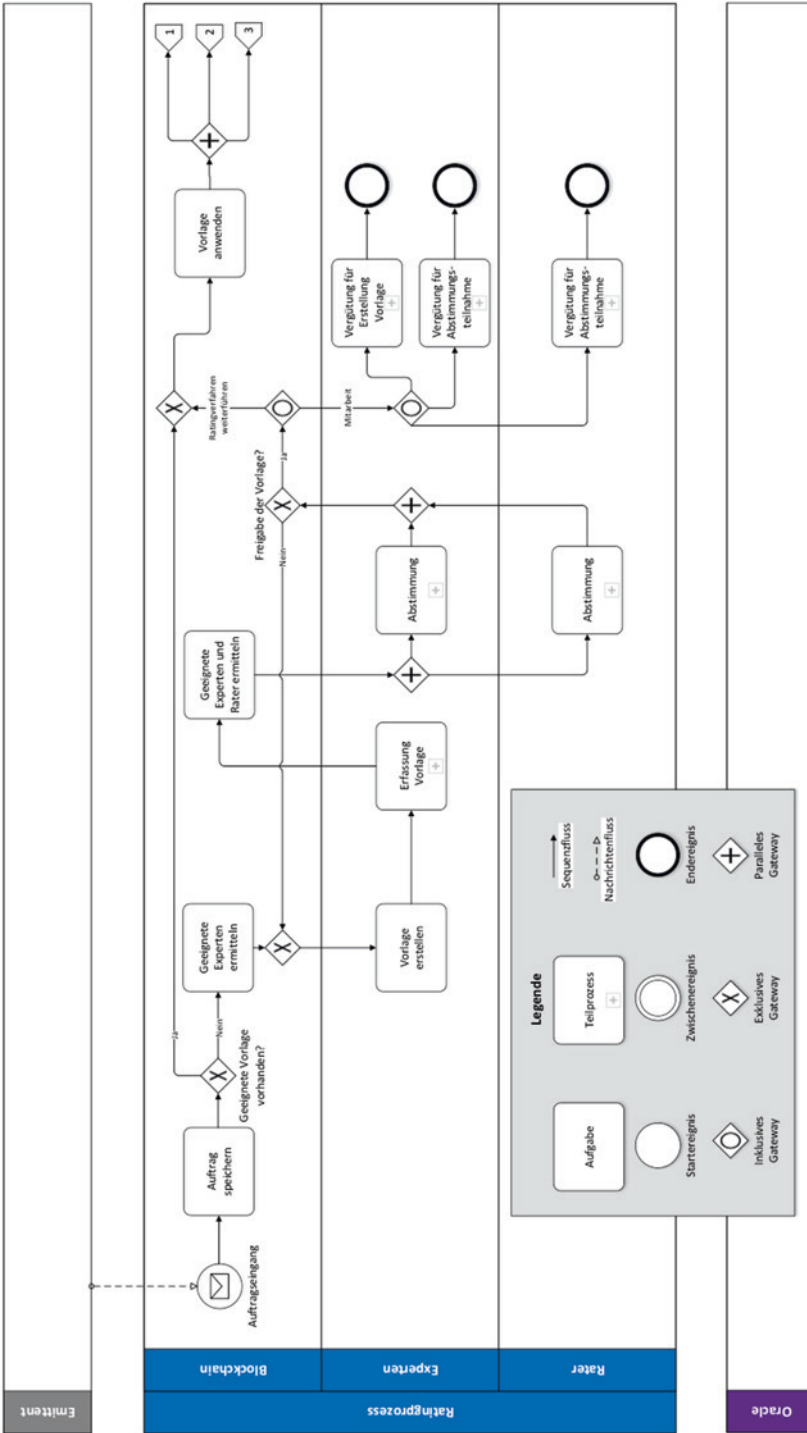 Emittent
Ratingprozess
Blockchain
Experten
Rater
Oracle
Auftragseingang
Auftrag
speichern
Geeignete Vorlage
vorhanden?
Ja
Nein
Geeignete
Experten
ermitteln
Vorlage
erstellen
Erfassung
Vorlage
Geeignete
Experten und
Rater ermitteln
Abstimmung
Abstimmung
Freigabe der Vorlage?
Nein
Ja
Ratingverfahren
weiterführen
Mitarbeit
Vorlage
anwenden
1
2
3
Vergütung für
Erstellung
Vorlage
Vergütung für
Abstimmungs-
teilnahme
Vergütung für
Abstimmungs-
teilnahme
Legende
Aufgabe
Teilprozess
Sequenzfluss
Nachrichtenfluss
Startereignis
Zwischenereignis
Endereignis
Inklusives
Gateway
Exklusives
Gateway
Paralleles
Gateway